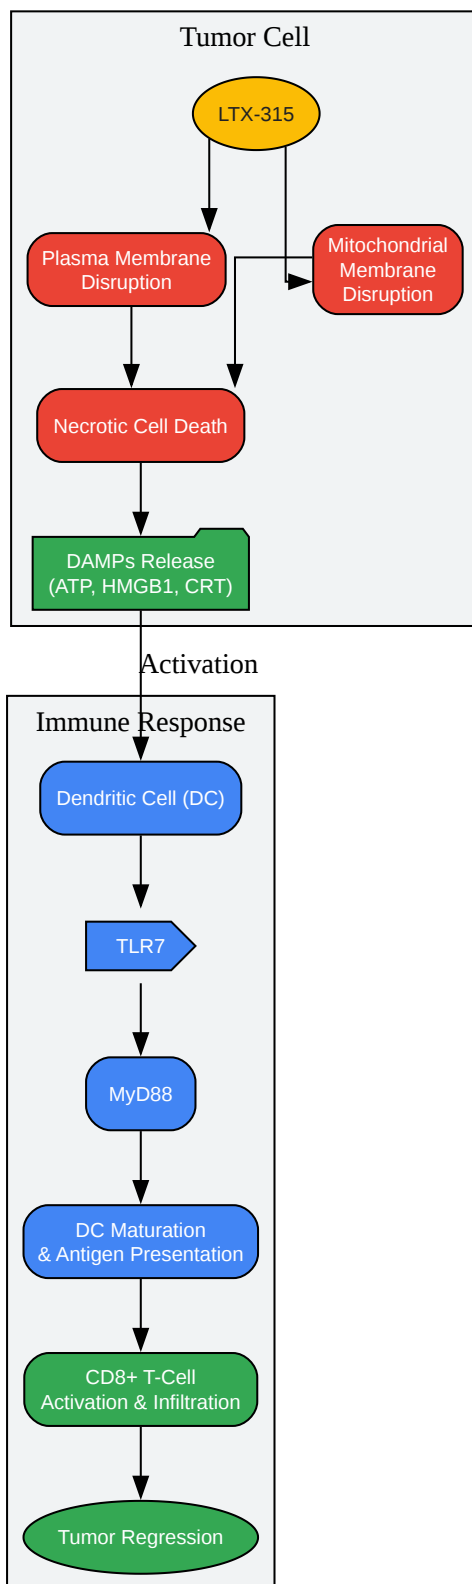 Tumor Cell
LTX-315
Plasma Membrane
Disruption
Mitochondrial
Membrane
Disruption
Necrotic Cell Death
DAMPs Release
(ATP, HMGB1, CRT)
Activation
Immune Response
Dendritic Cell (DC)
TLR7
MyD88
DC Maturation
& Antigen Presentation
CD8+ T-Cell
Activation & Infiltration
Tumor Regression